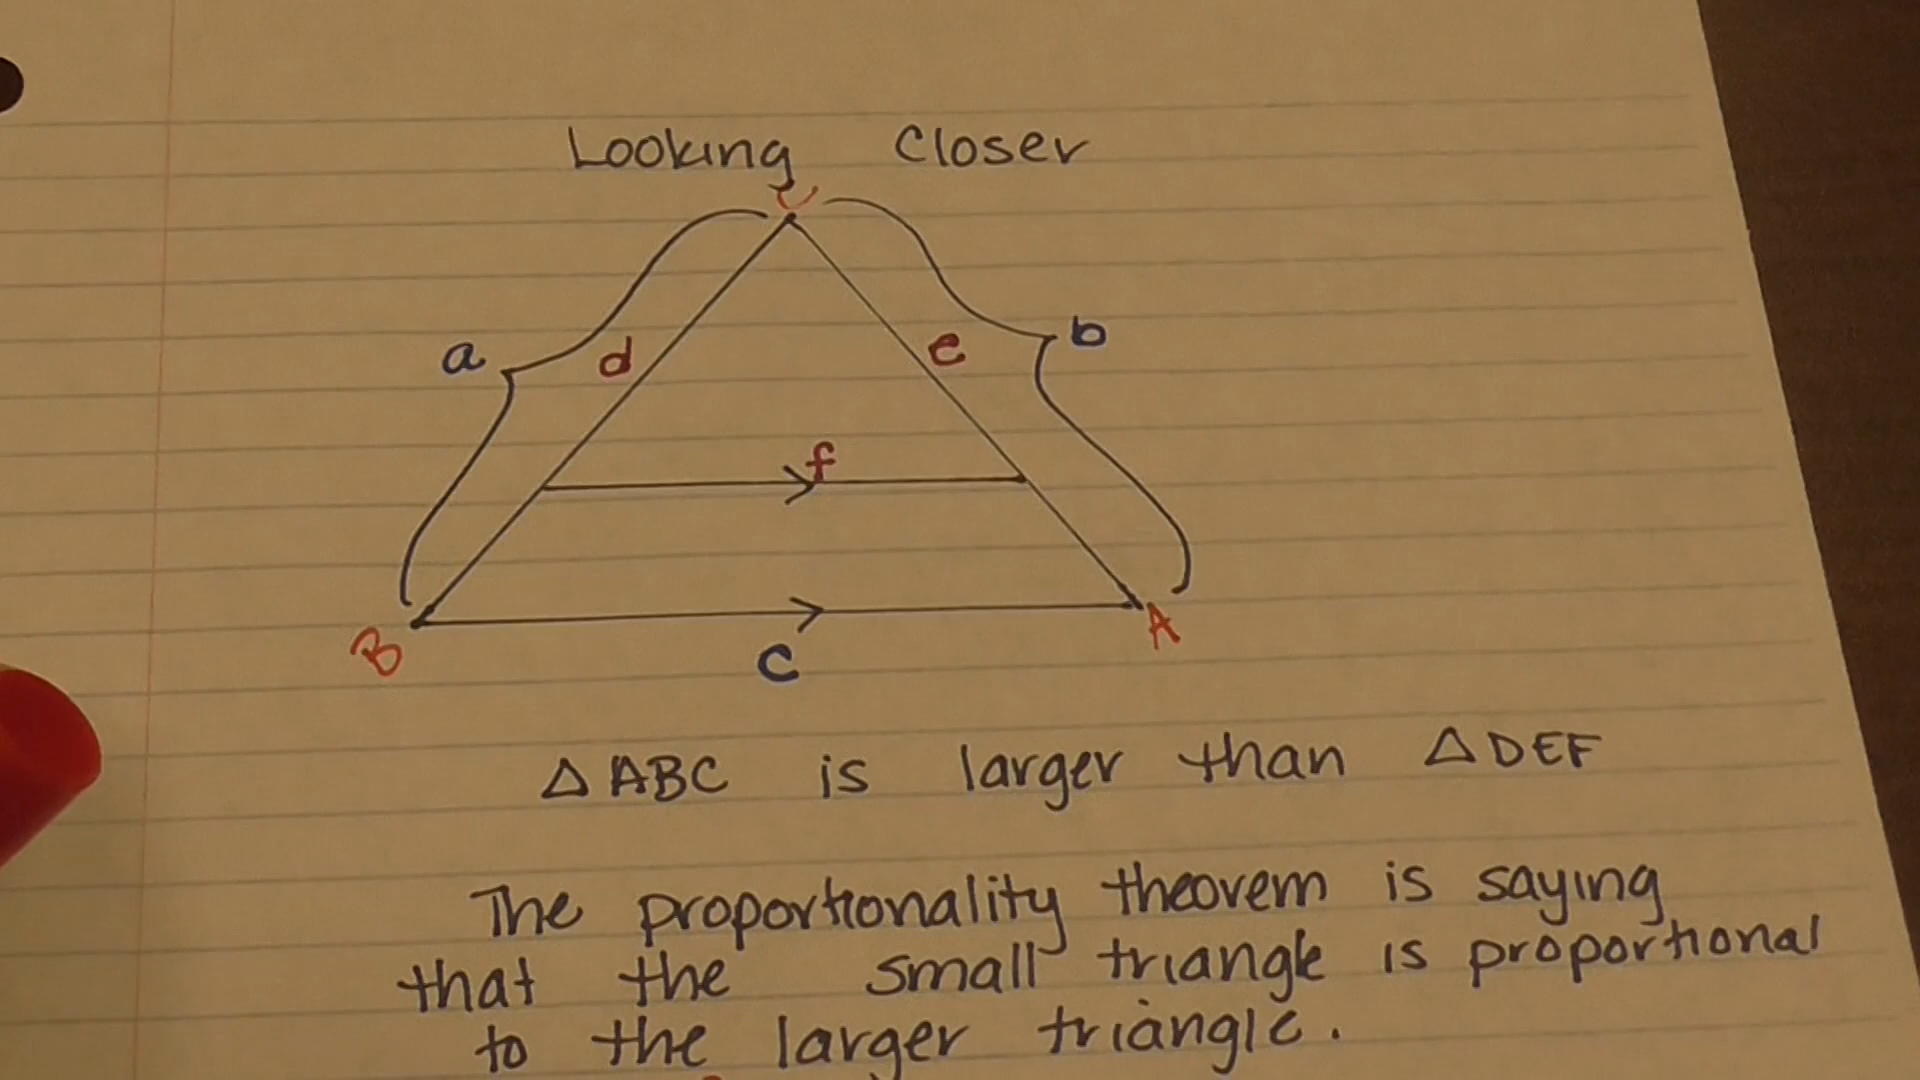 Looking Closer
C
a
d
e
b
f
B
A
c
△ ABC is larger than △ DEF
The proportionality theorem is saying
that the small triangle is proportional
to the larger triangle.